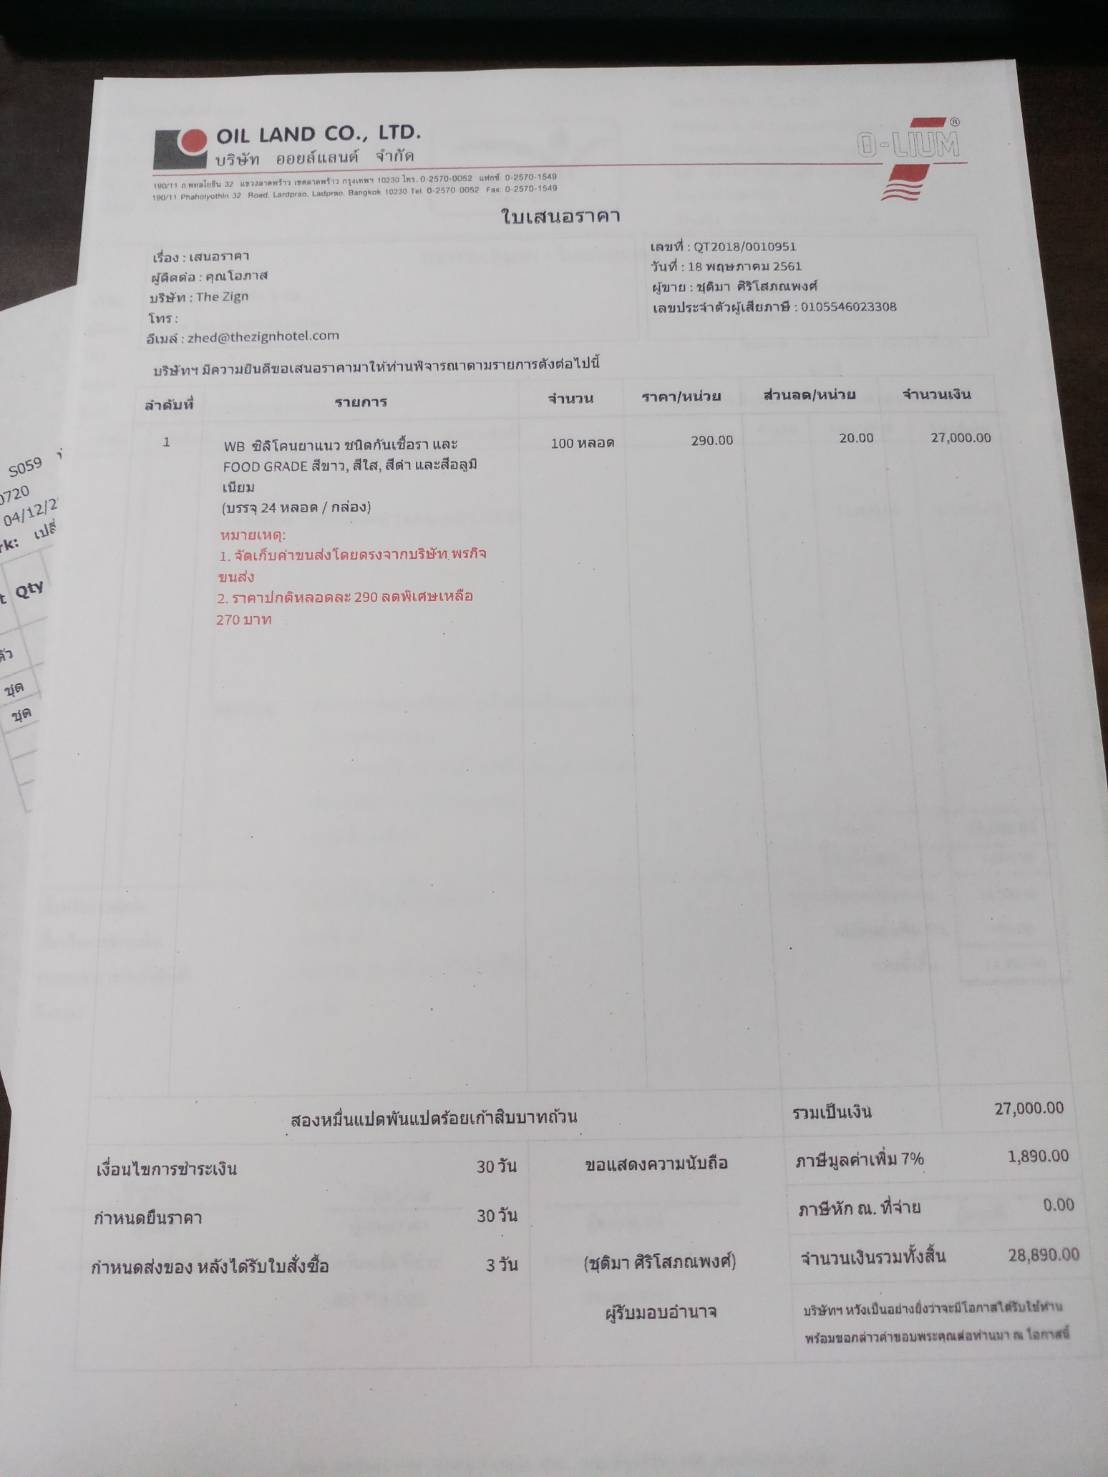 OIL LAND CO., LTD.
บริษัท ออยล์แลนด์ จำกัด
O-LIUM ®
190/11 ถ.พหลโยธิน 32 แขวงลาดพร้าว เขตลาดพร้าว กรุงเทพฯ 10230 โทร. 0-2570-0052 แฟกซ์. 0-2570-1549
190/11 Phaholyothin 32 Road, Lardprao, Ladprao, Bangkok 10230 Tel. 0-2570 0052 Fax. 0-2570-1549
ใบเสนอราคา
เรื่อง : เสนอราคา
ผู้ติดต่อ : คุณโอภาส
บริษัท : The Zign
โทร :
อีเมล์ : zhed@thezignhotel.com
เลขที่ : QT2018/0010951
วันที่ : 18 พฤษภาคม 2561
ผู้ขาย : ชุติมา ศิริโสภณพงศ์
เลขประจำตัวผู้เสียภาษี : 0105546023308
บริษัทฯ มีความยินดีขอเสนอราคามาให้ท่านพิจารณาตามรายการดังต่อไปนี้
ลำดับที่ รายการ จำนวน ราคา/หน่วย ส่วนลด/หน่วย จำนวนเงิน
1 WB ซิลิโคนยาแนว ชนิดกันเชื้อรา และ 100 หลอด 290.00 20.00 27,000.00
FOOD GRADE สีขาว, สีใส, สีดำ และสีอลูมิ
เนียม
(บรรจุ 24 หลอด / กล่อง)
หมายเหตุ:
1. จัดเก็บค่าขนส่งโดยตรงจากบริษัท พรกิจ
ขนส่ง
2. ราคาปกติหลอดละ 290 ลดพิเศษเหลือ
270 บาท
สองหมื่นแปดพันแปดร้อยเก้าสิบบาทถ้วน
รวมเป็นเงิน 27,000.00
เงื่อนไขการชำระเงิน 30 วัน
ขอแสดงความนับถือ
ภาษีมูลค่าเพิ่ม 7% 1,890.00
กำหนดยืนราคา 30 วัน
ภาษีหัก ณ. ที่จ่าย 0.00
กำหนดส่งของ หลังได้รับใบสั่งซื้อ 3 วัน
(ชุติมา ศิริโสภณพงศ์)
จำนวนเงินรวมทั้งสิ้น 28,890.00
ผู้รับมอบอำนาจ
บริษัทฯ หวังเป็นอย่างยิ่งว่าจะมีโอกาสได้รับใช้ท่าน
พร้อมขอกล่าวคำขอบพระคุณต่อท่านมา ณ โอกาสนี้
S059
0720
04/12/2
rk:
t Qty
ตัว
ชุด
ชุด